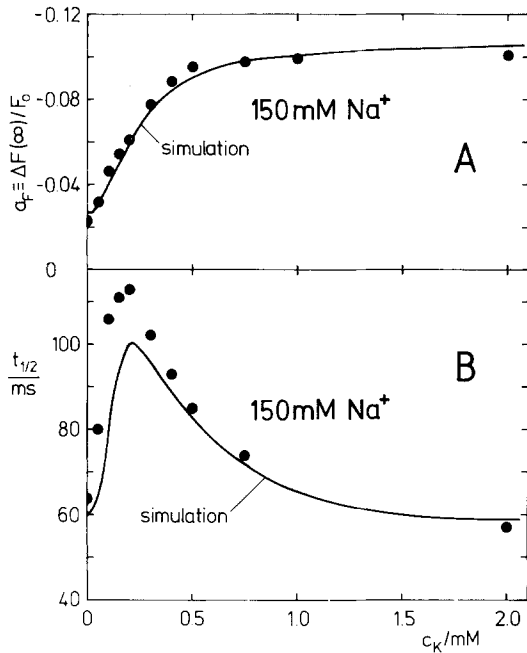 -0.12
-0.08
-0.04
0
a_F ≡ ΔF(∞)/F_0
150mM Na⁺
simulation
A
100
80
60
40
t_1/2
ms
150mM Na⁺
simulation
B
0 0.5 1.0 1.5 2.0
c_K/mM